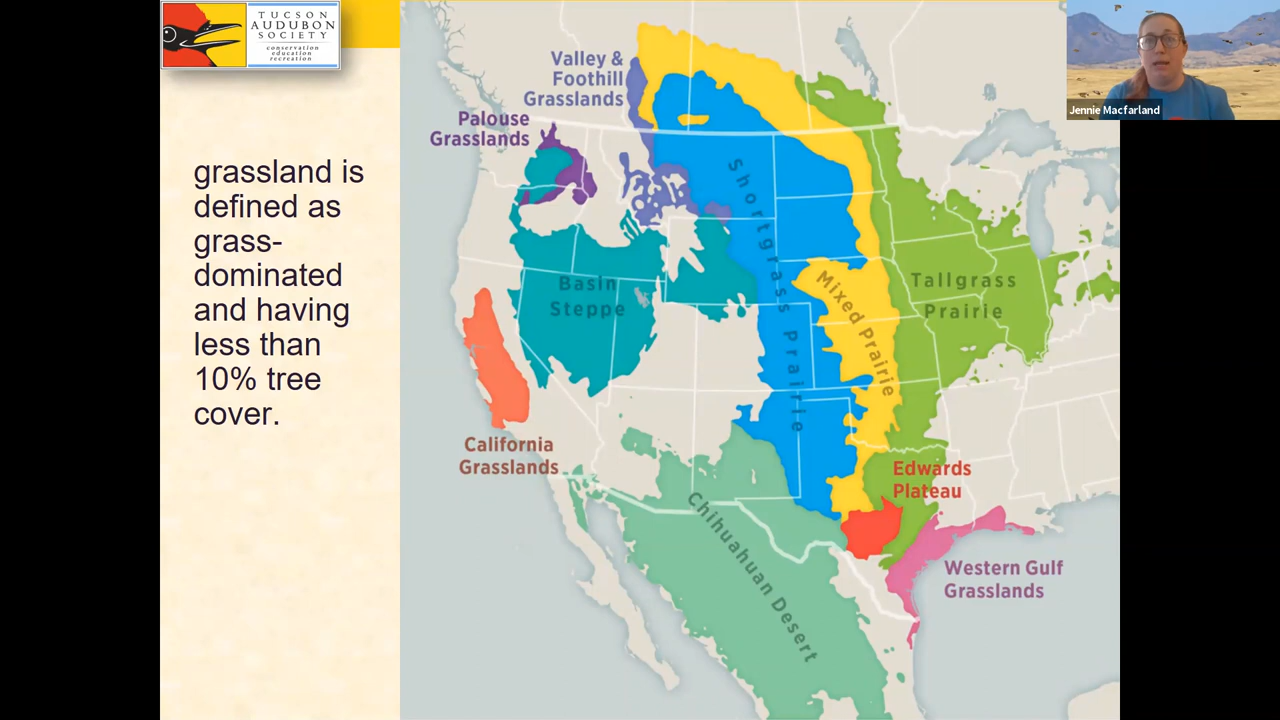 TUCSON
AUDUBON
SOCIETY
conservation
education
recreation
grassland is
defined as
grass-
dominated
and having
less than
10% tree
cover.
Valley &
Foothill
Grasslands
Palouse
Grasslands
Basin
Steppe
Shortgrass prairie
Mixed Prairie
Tallgrass
Prairie
California
Grasslands
Edwards
Plateau
Chihuahuan Desert
Western Gulf
Grasslands
Jennie Macfarland